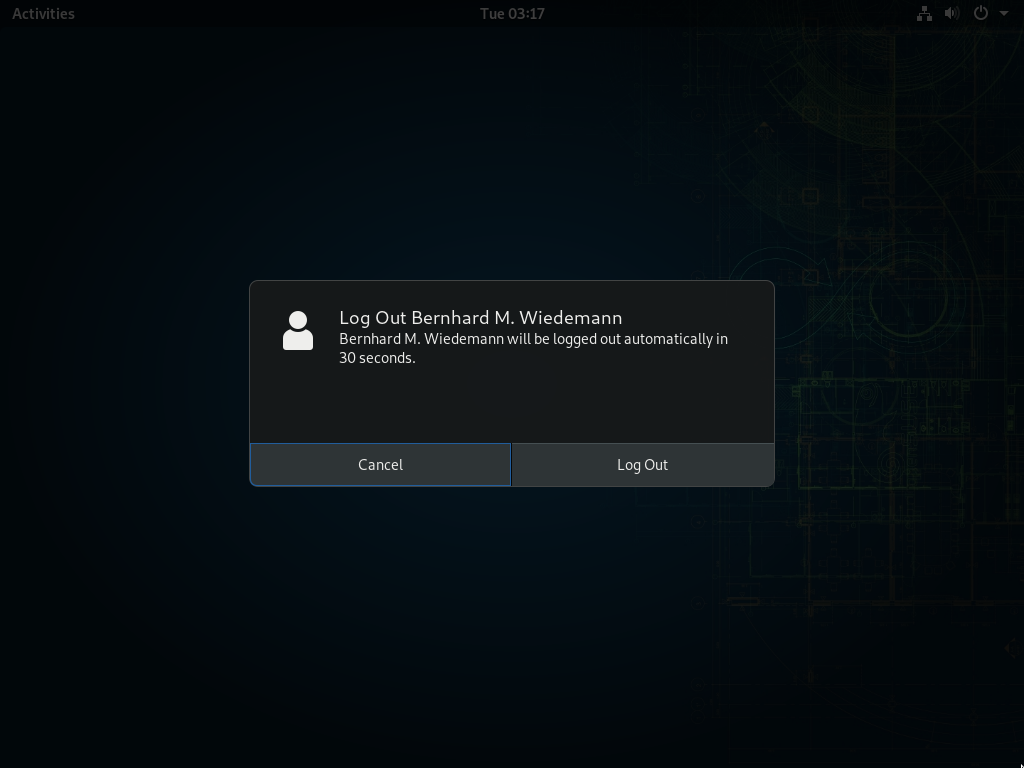 Activities
Tue 03:17
Log Out Bernhard M. Wiedemann
Bernhard M. Wiedemann will be logged out automatically in
30 seconds.
Cancel
Log Out